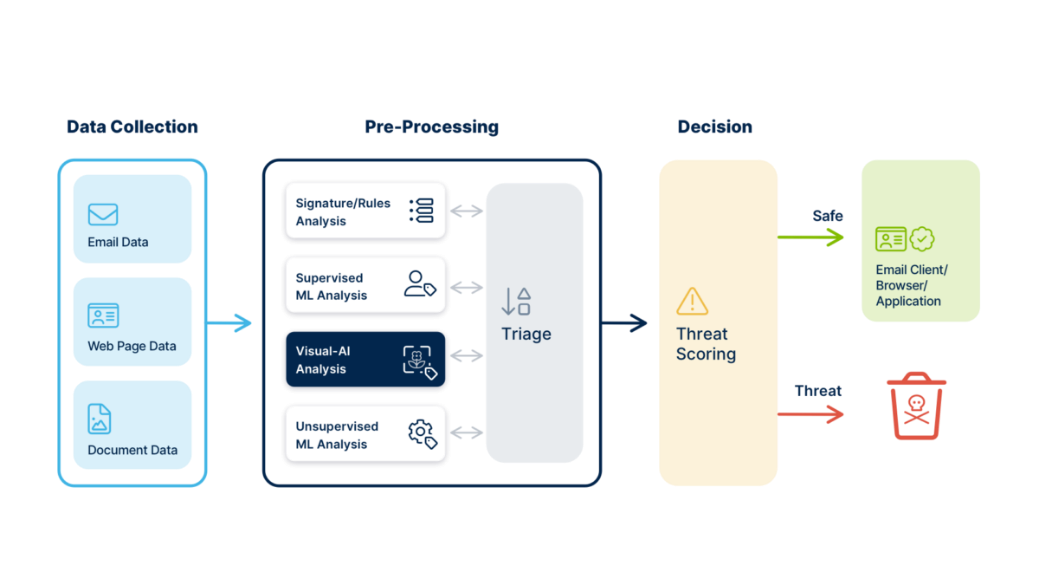 Data Collection
Pre-Processing
Decision
Email Data
Web Page Data
Document Data
Signature/Rules
Analysis
Supervised
ML Analysis
Visual-AI
Analysis
Unsupervised
ML Analysis
Triage
Threat
Scoring
Safe
Threat
Email Client/
Browser/
Application